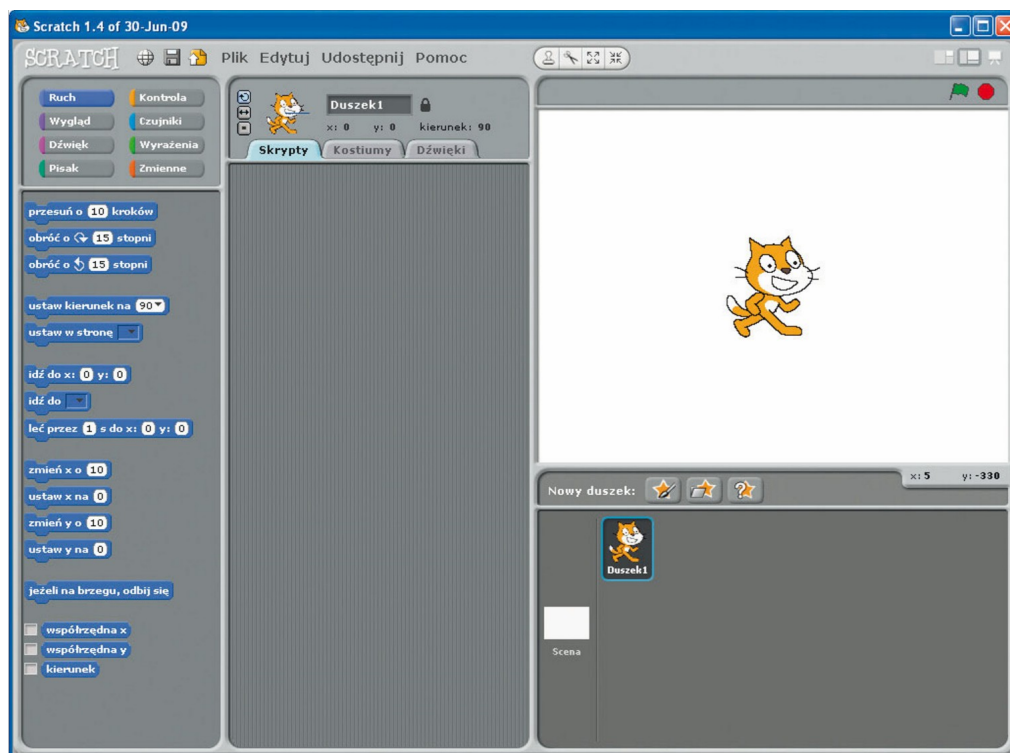 Scratch 1.4 of 30-Jun-09
SCRATCH
Plik Edytuj Udostępnij Pomoc
Ruch
Kontrola
Wygląd
Czujniki
Dźwięk
Wyrażenia
Pisak
Zmienne
przesuń o 10 kroków
obróć o 15 stopni
obróć o 15 stopni
ustaw kierunek na 90
ustaw w stronę
idź do x: 0 y: 0
idź do
leć przez 1 s do x: 0 y: 0
zmień x o 10
ustaw x na 0
zmień y o 10
ustaw y na 0
jeżeli na brzegu, odbij się
współrzędna x
współrzędna y
kierunek
Duszek1
x: 0 y: 0 kierunek: 90
Skrypty Kostiumy Dźwięki
x: 5 y: -330
Nowy duszek:
Duszek1
Scena